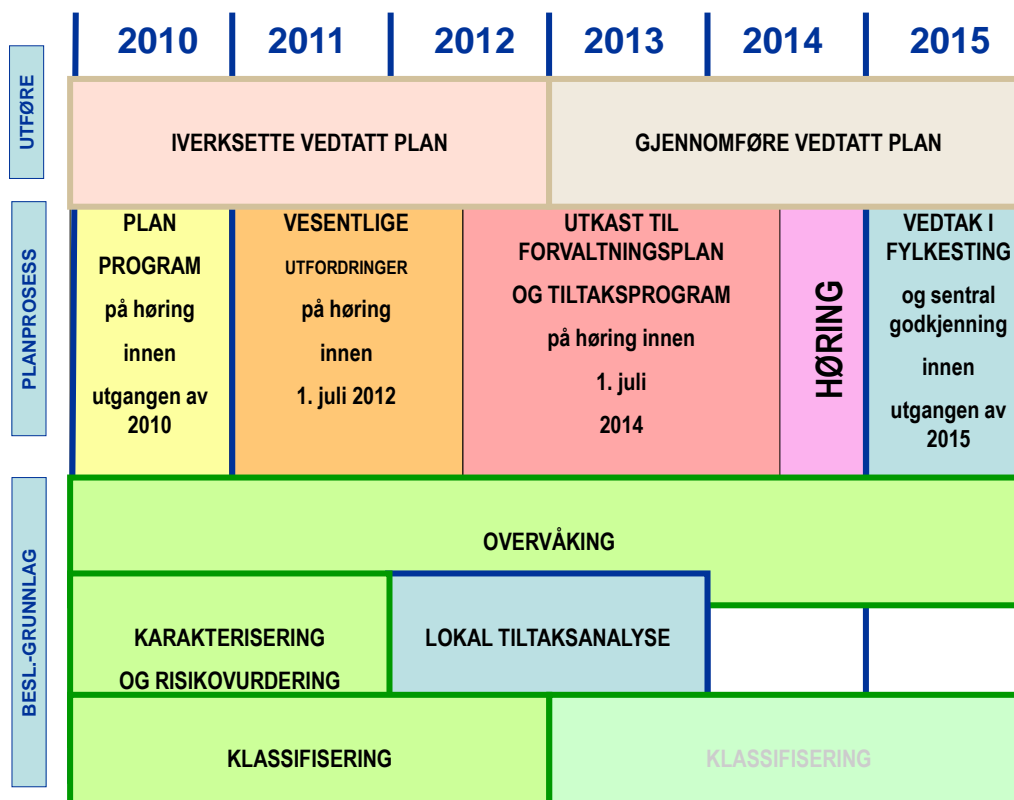 2010 2011 2012 2013 2014 2015
UTFØRE
IVERKSETTE VEDTATT PLAN
GJENNOMFØRE VEDTATT PLAN
PLANPROSESS
PLAN
PROGRAM
på høring
innen
utgangen av
2010
VESENTLIGE
UTFORDRINGER
på høring
innen
1. juli 2012
UTKAST TIL
FORVALTNINGSPLAN
OG TILTAKSPROGRAM
på høring innen
1. juli
2014
HØRING
VEDTAK I
FYLKESTING
og sentral
godkjenning
innen
utgangen av
2015
BESL.-GRUNNLAG
OVERVÅKING
KARAKTERISERING
OG RISIKOVURDERING
LOKAL TILTAKSANALYSE
KLASSIFISERING
KLASSIFISERING